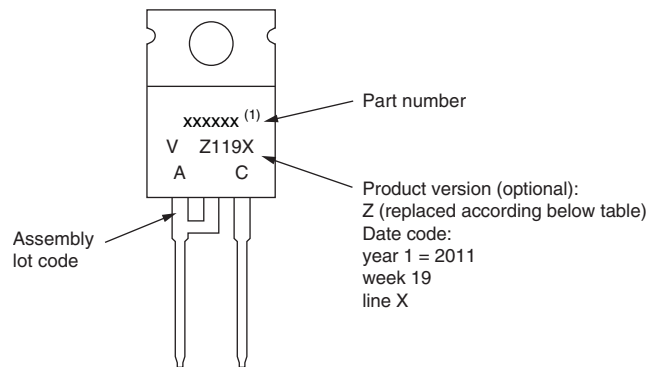 xxxxxx (1)
V Z119X
A C
Part number
Product version (optional):
Z (replaced according below table)
Date code:
year 1 = 2011
week 19
line X
Assembly
lot code